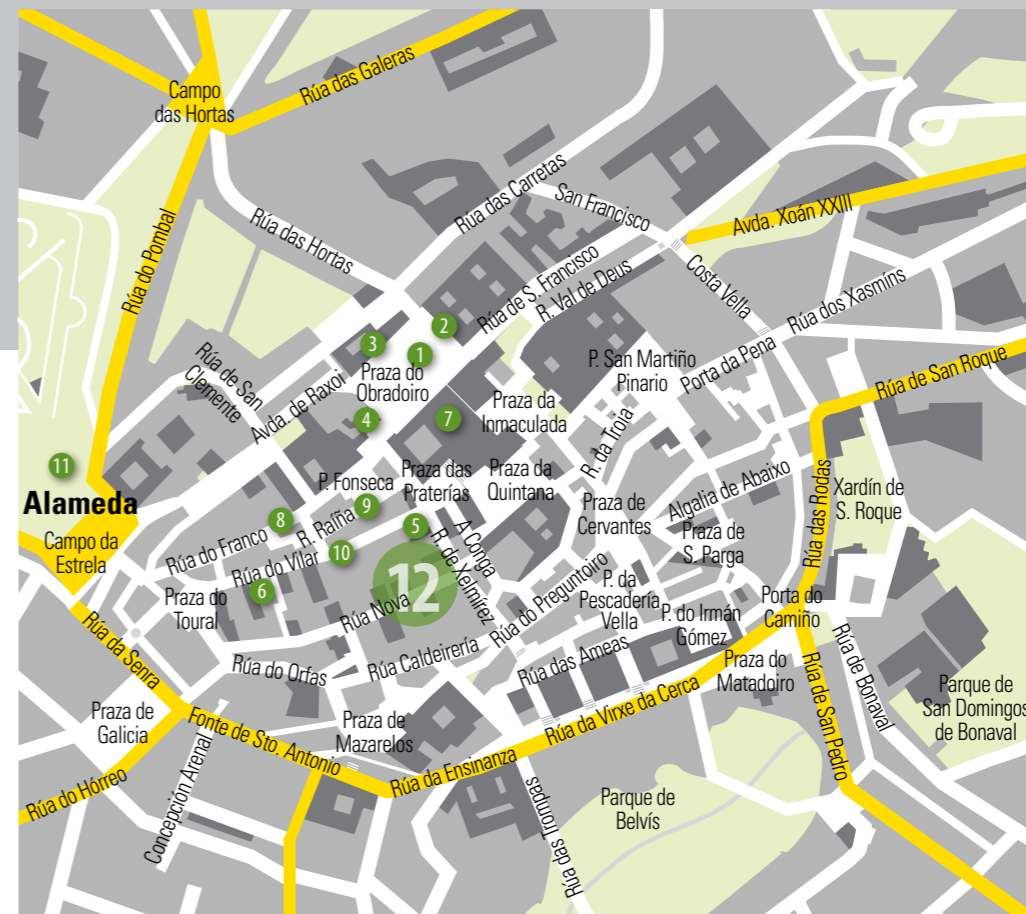 Campo
das Hortas
Rúa das Galeras
Rúa do Pombal
Rúa das Hortas
Rúa das Carretas
San Francisco
Avda. Xoán XXIII
Rúa de S. Francisco
R. Val de Deus
Costa Vella
Rúa dos Xasmíns
Porta da Pena
P. San Martiño
Pinario
Rúa de San Roque
2
3
1
Praza do
Obradoiro
Rúa de San
Clemente
Avda. de Raxoi
4
7
Praza da
Inmaculada
R. da Troia
11
Alameda
Campo da
Estrela
P. Fonseca
Praza das
Praterías
Praza da
Quintana
Praza de
Cervantes
Algalia de Abaixo
Rúa das Rodas
Xardín de
S. Roque
8
9
5
Rúa do Franco
R. Raíña
10
Rúa do Vilar
6
Praza do
Toural
12
A Conga
R. de Xelmírez
Praza de
S. Parga
Rúa Nova
Rúa do Preguntoiro
P. da
Pescadería
Vella
P. do Irmán
Gómez
Porta do
Camiño
Rúa da Senra
Rúa do Orfas
Rúa Caldeirería
Rúa das Ameas
Praza do
Matadoiro
Rúa de Bonaval
Rúa de San Pedro
Parque de
San Domingos
de Bonaval
Praza de
Galicia
Fonte de Sto. Antonio
Praza de
Mazarelos
Rúa da Ensinanza
Rúa da Virxe da Cerca
Rúa do Hórreo
Concepción Arenal
Rúa das Trompas
Parque de
Belvís